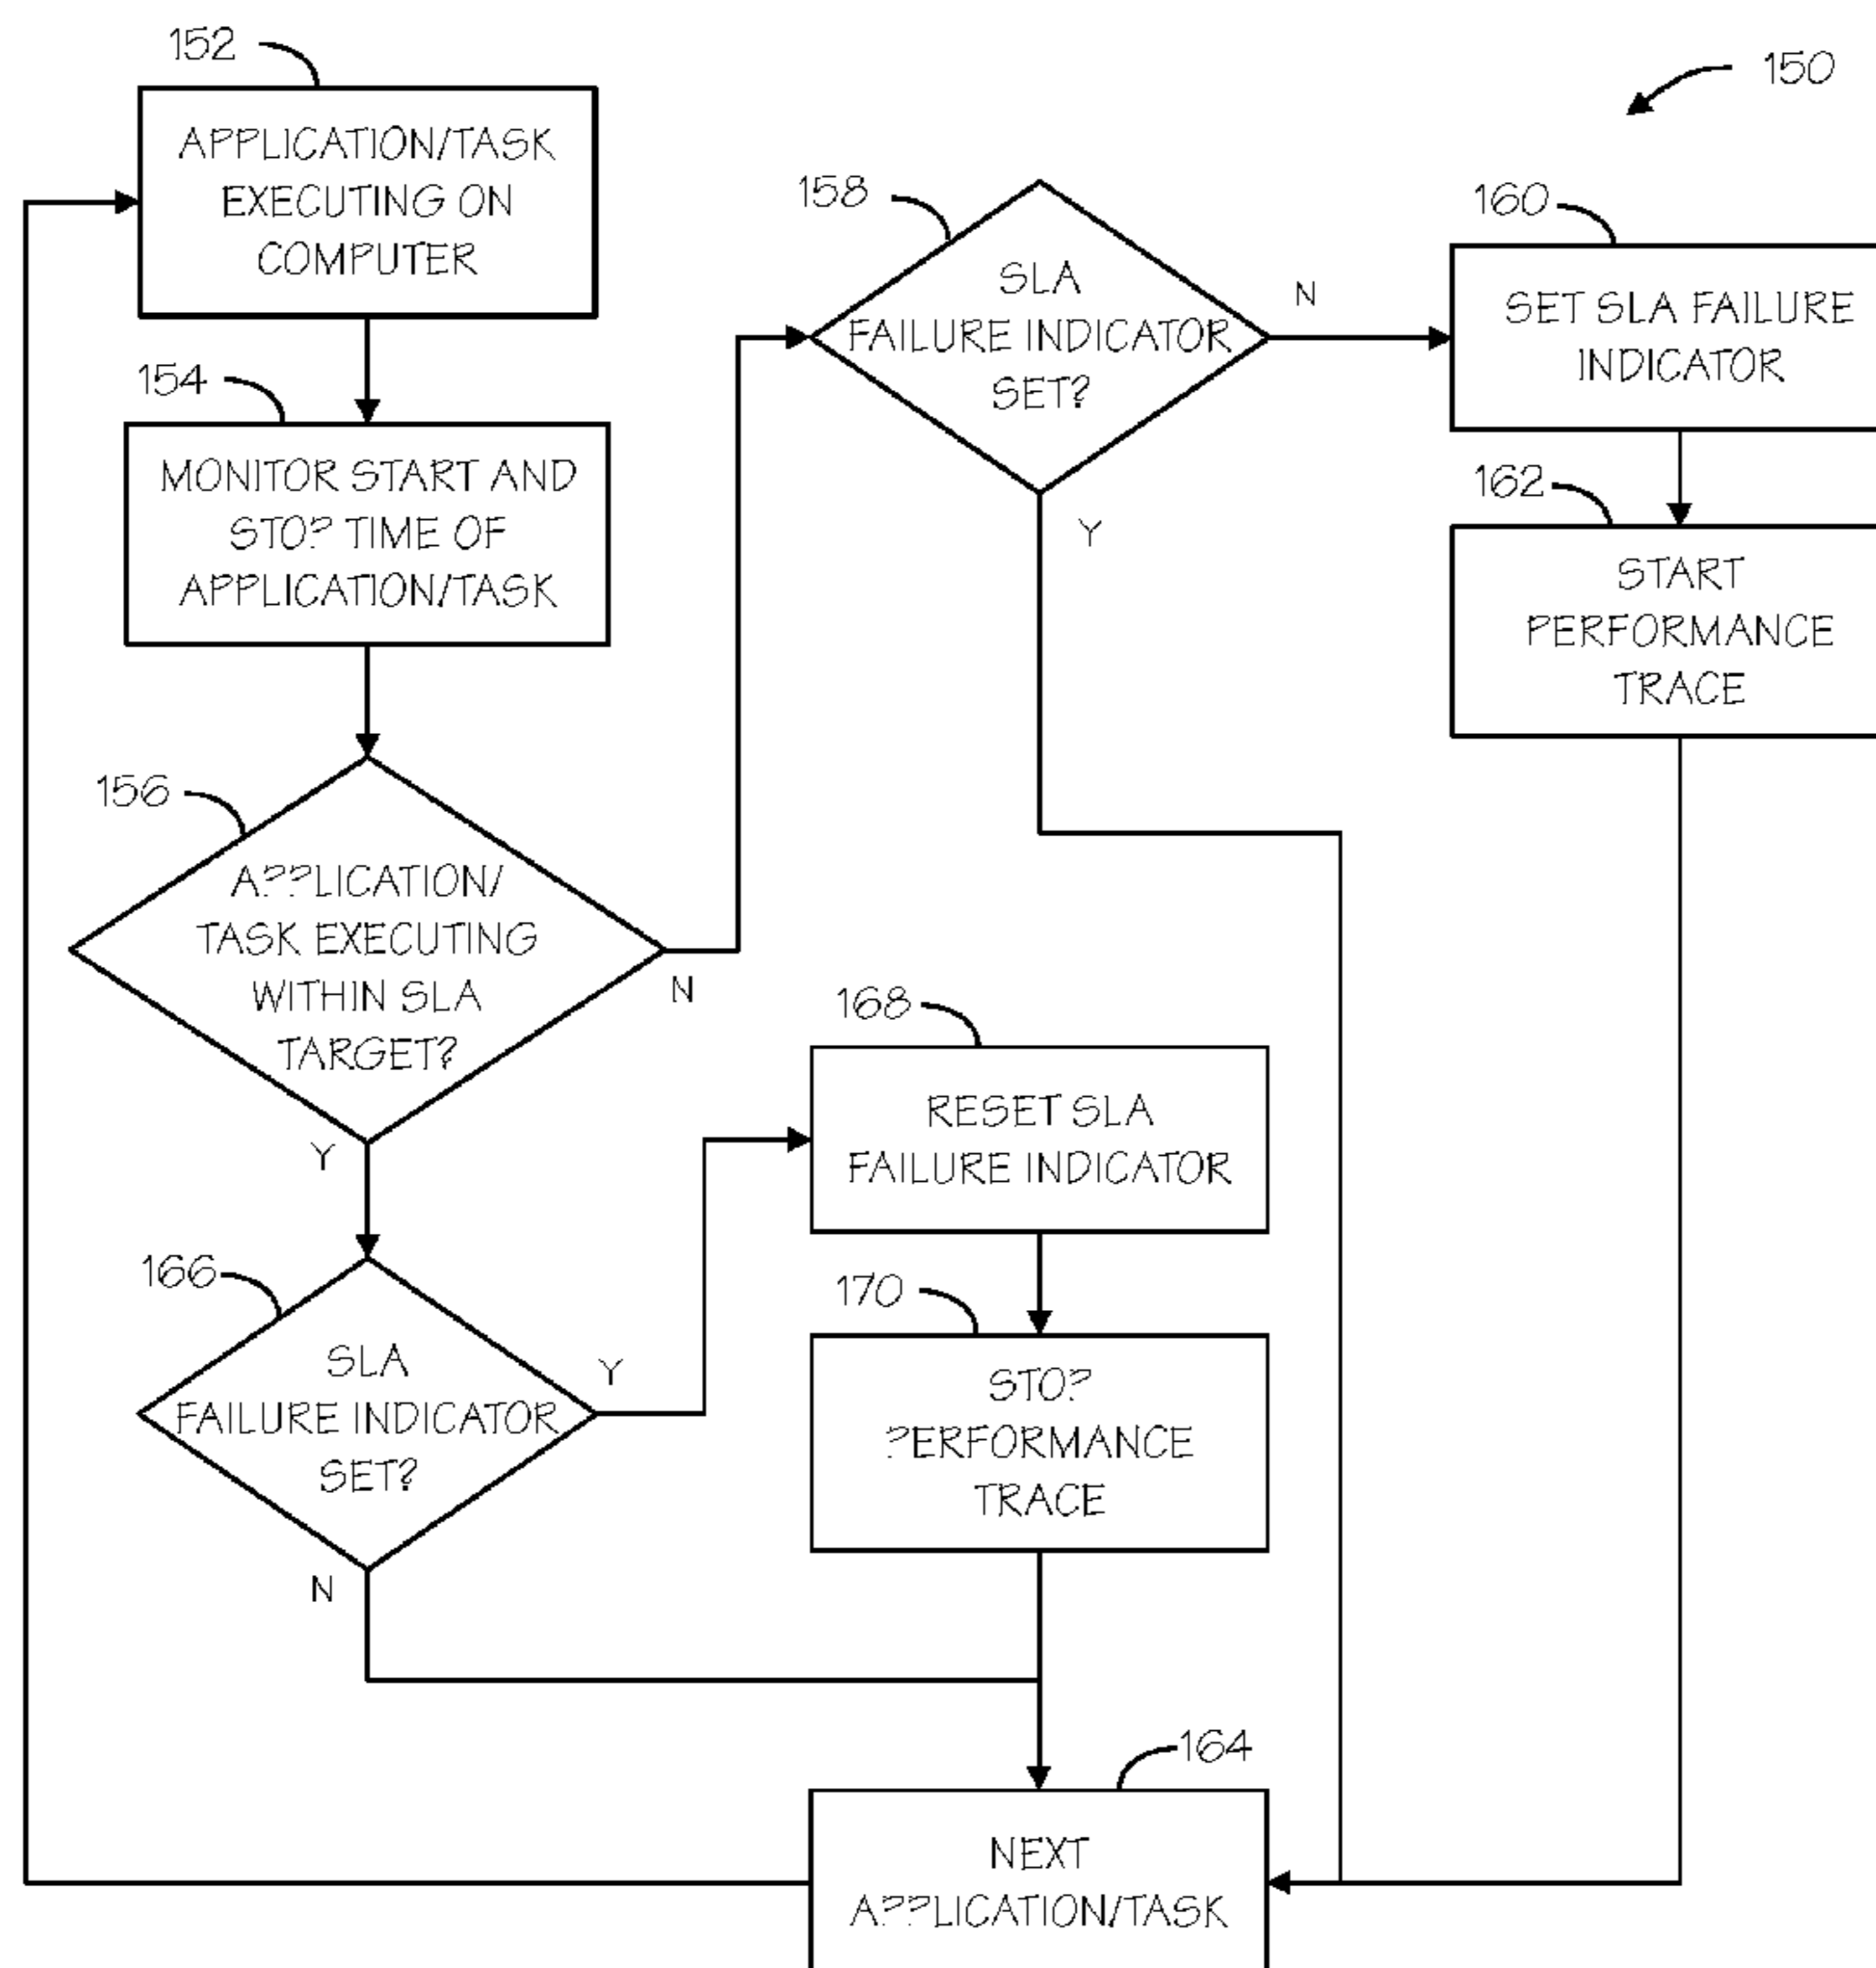 152
APPLICATION/TASK
EXECUTING ON
COMPUTER
154
MONITOR START AND
STOP TIME OF
APPLICATION/TASK
156
APPLICATION/
TASK EXECUTING
WITHIN SLA
TARGET?
N
Y
166
SLA
FAILURE INDICATOR
SET?
Y
N
158
SLA
FAILURE INDICATOR
SET?
N
Y
150
160
SET SLA FAILURE
INDICATOR
162
START
PERFORMANCE
TRACE
168
RESET SLA
FAILURE INDICATOR
170
STOP
PERFORMANCE
TRACE
164
NEXT
APPLICATION/TASK